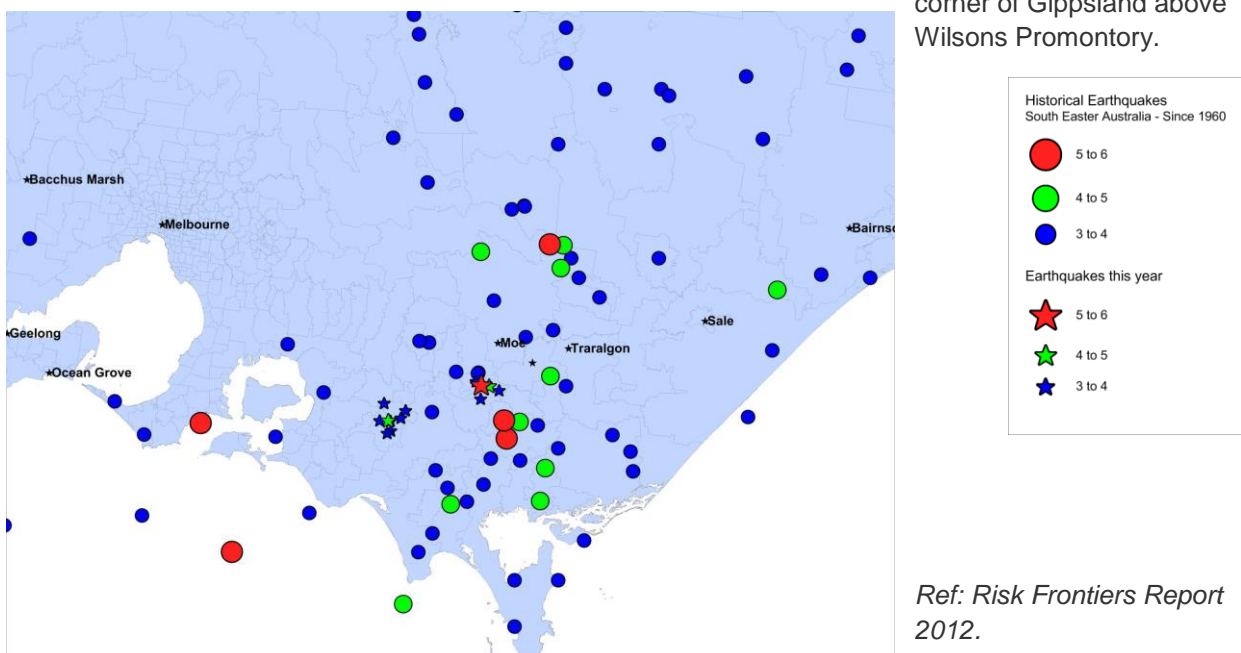 corner of Gippsland above
Wilsons Promontory.
Bacchus Marsh
Melbourne
Bairns
Sale
Geelong
Moe
Traralgon
Ocean Grove
Historical Earthquakes
South Easter Australia - Since 1960
5 to 6
4 to 5
3 to 4
Earthquakes this year
5 to 6
4 to 5
3 to 4
Ref: Risk Frontiers Report
2012.